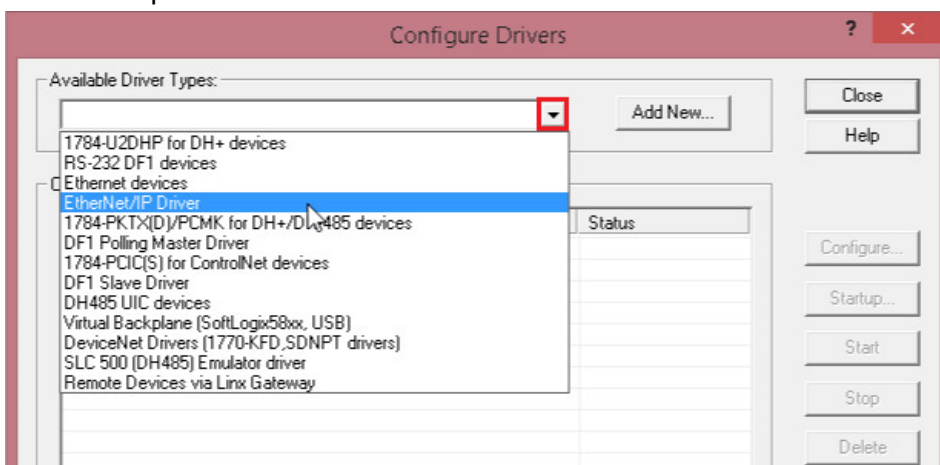 Configure Drivers
?
×
Available Driver Types:
Add New...
Close
Help
1784-U2DHP for DH+ devices
RS-232 DF1 devices
Ethernet devices
EtherNet/IP Driver
1784-PKTX(D)/PCMK for DH+/DH-485 devices
DF1 Polling Master Driver
1784-PCIC(S) for ControlNet devices
DF1 Slave Driver
DH485 UIC devices
Virtual Backplane (SoftLogix58xx, USB)
DeviceNet Drivers (1770-KFD,SDNPT drivers)
SLC 500 (DH485) Emulator driver
Remote Devices via Linx Gateway
Status
Configure...
Startup...
Start
Stop
Delete